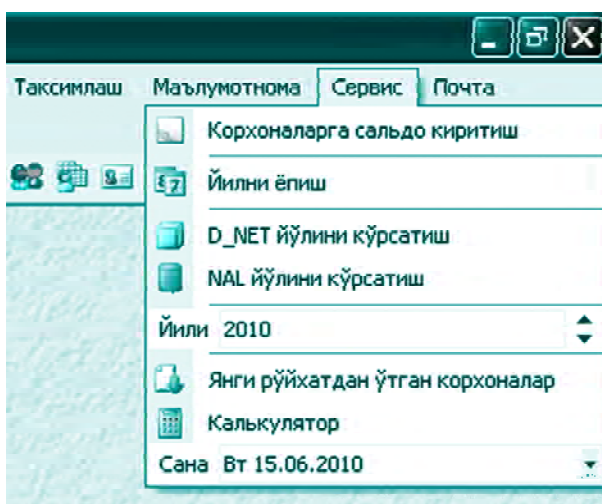 Таксимлаш Маълумотнома Сервис Почта
Корхоналарга сальдо киритиш
Йилни ёпиш
D_NET йўлини кўрсатиш
NAL йўлини кўрсатиш
Йили 2010
Янги рўйхатдан ўтган корхоналар
Калькулятор
Сана Вт 15.06.2010